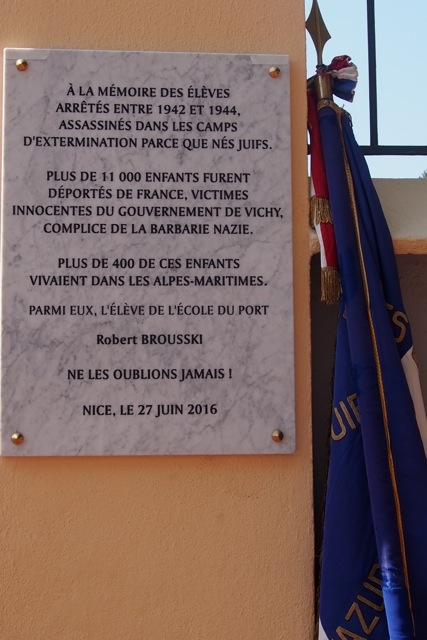 À LA MÉMOIRE DES ÉLÈVES
ARRÊTÉS ENTRE 1942 ET 1944,
ASSASSINÉS DANS LES CAMPS
D'EXTERMINATION PARCE QUE NÉS JUIFS.
PLUS DE 11 000 ENFANTS FURENT
DÉPORTÉS DE FRANCE, VICTIMES
INNOCENTES DU GOUVERNEMENT DE VICHY,
COMPLICE DE LA BARBARIE NAZIE.
PLUS DE 400 DE CES ENFANTS
VIVAIENT DANS LES ALPES-MARITIMES.
PARMI EUX, L'ÉLÈVE DE L'ÉCOLE DU PORT
Robert BROUSSKI
NE LES OUBLIONS JAMAIS !
NICE, LE 27 JUIN 2016